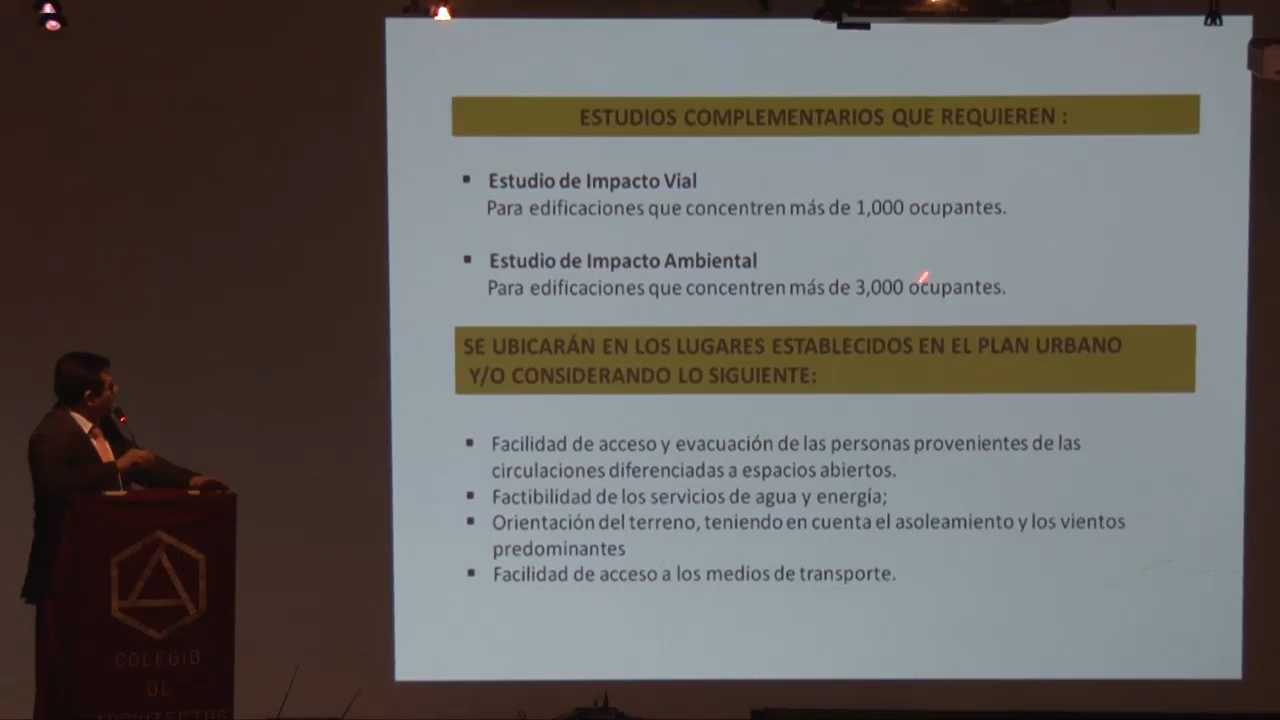 ESTUDIOS COMPLEMENTARIOS QUE REQUIEREN :
▪ Estudio de Impacto Vial
Para edificaciones que concentren más de 1,000 ocupantes.
▪ Estudio de Impacto Ambiental
Para edificaciones que concentren más de 3,000 ocupantes.
SE UBICARÁN EN LOS LUGARES ESTABLECIDOS EN EL PLAN URBANO
Y/O CONSIDERANDO LO SIGUIENTE:
▪ Facilidad de acceso y evacuación de las personas provenientes de las
circulaciones diferenciadas a espacios abiertos.
▪ Factibilidad de los servicios de agua y energía;
▪ Orientación del terreno, teniendo en cuenta el asoleamiento y los vientos
predominantes
▪ Facilidad de acceso a los medios de transporte.
COLEGIO
DE
ARQUITECTOS